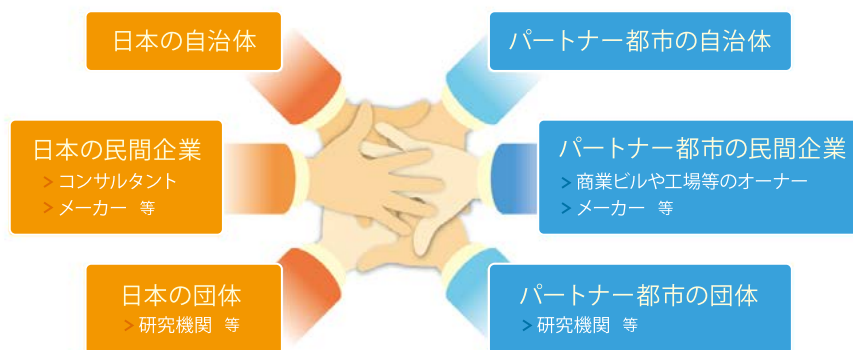 日本の自治体
パートナー都市の自治体
日本の民間企業
> コンサルタント
> メーカー 等
パートナー都市の民間企業
> 商業ビルや工場等のオーナー
> メーカー 等
日本の団体
> 研究機関 等
パートナー都市の団体
> 研究機関 等